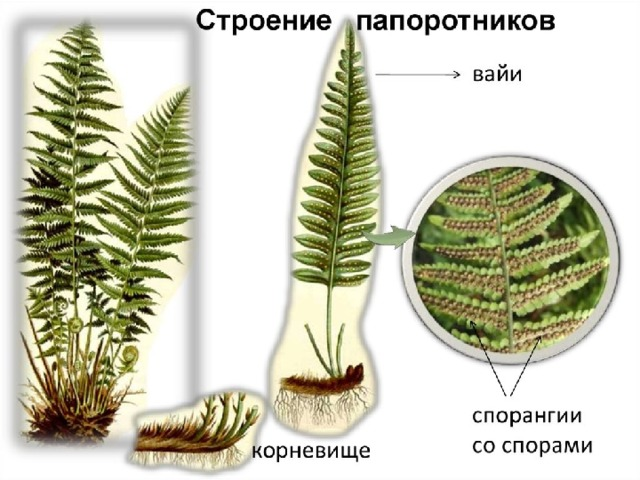 Строение папоротников
вайи
спорангии
со спорами
корневище